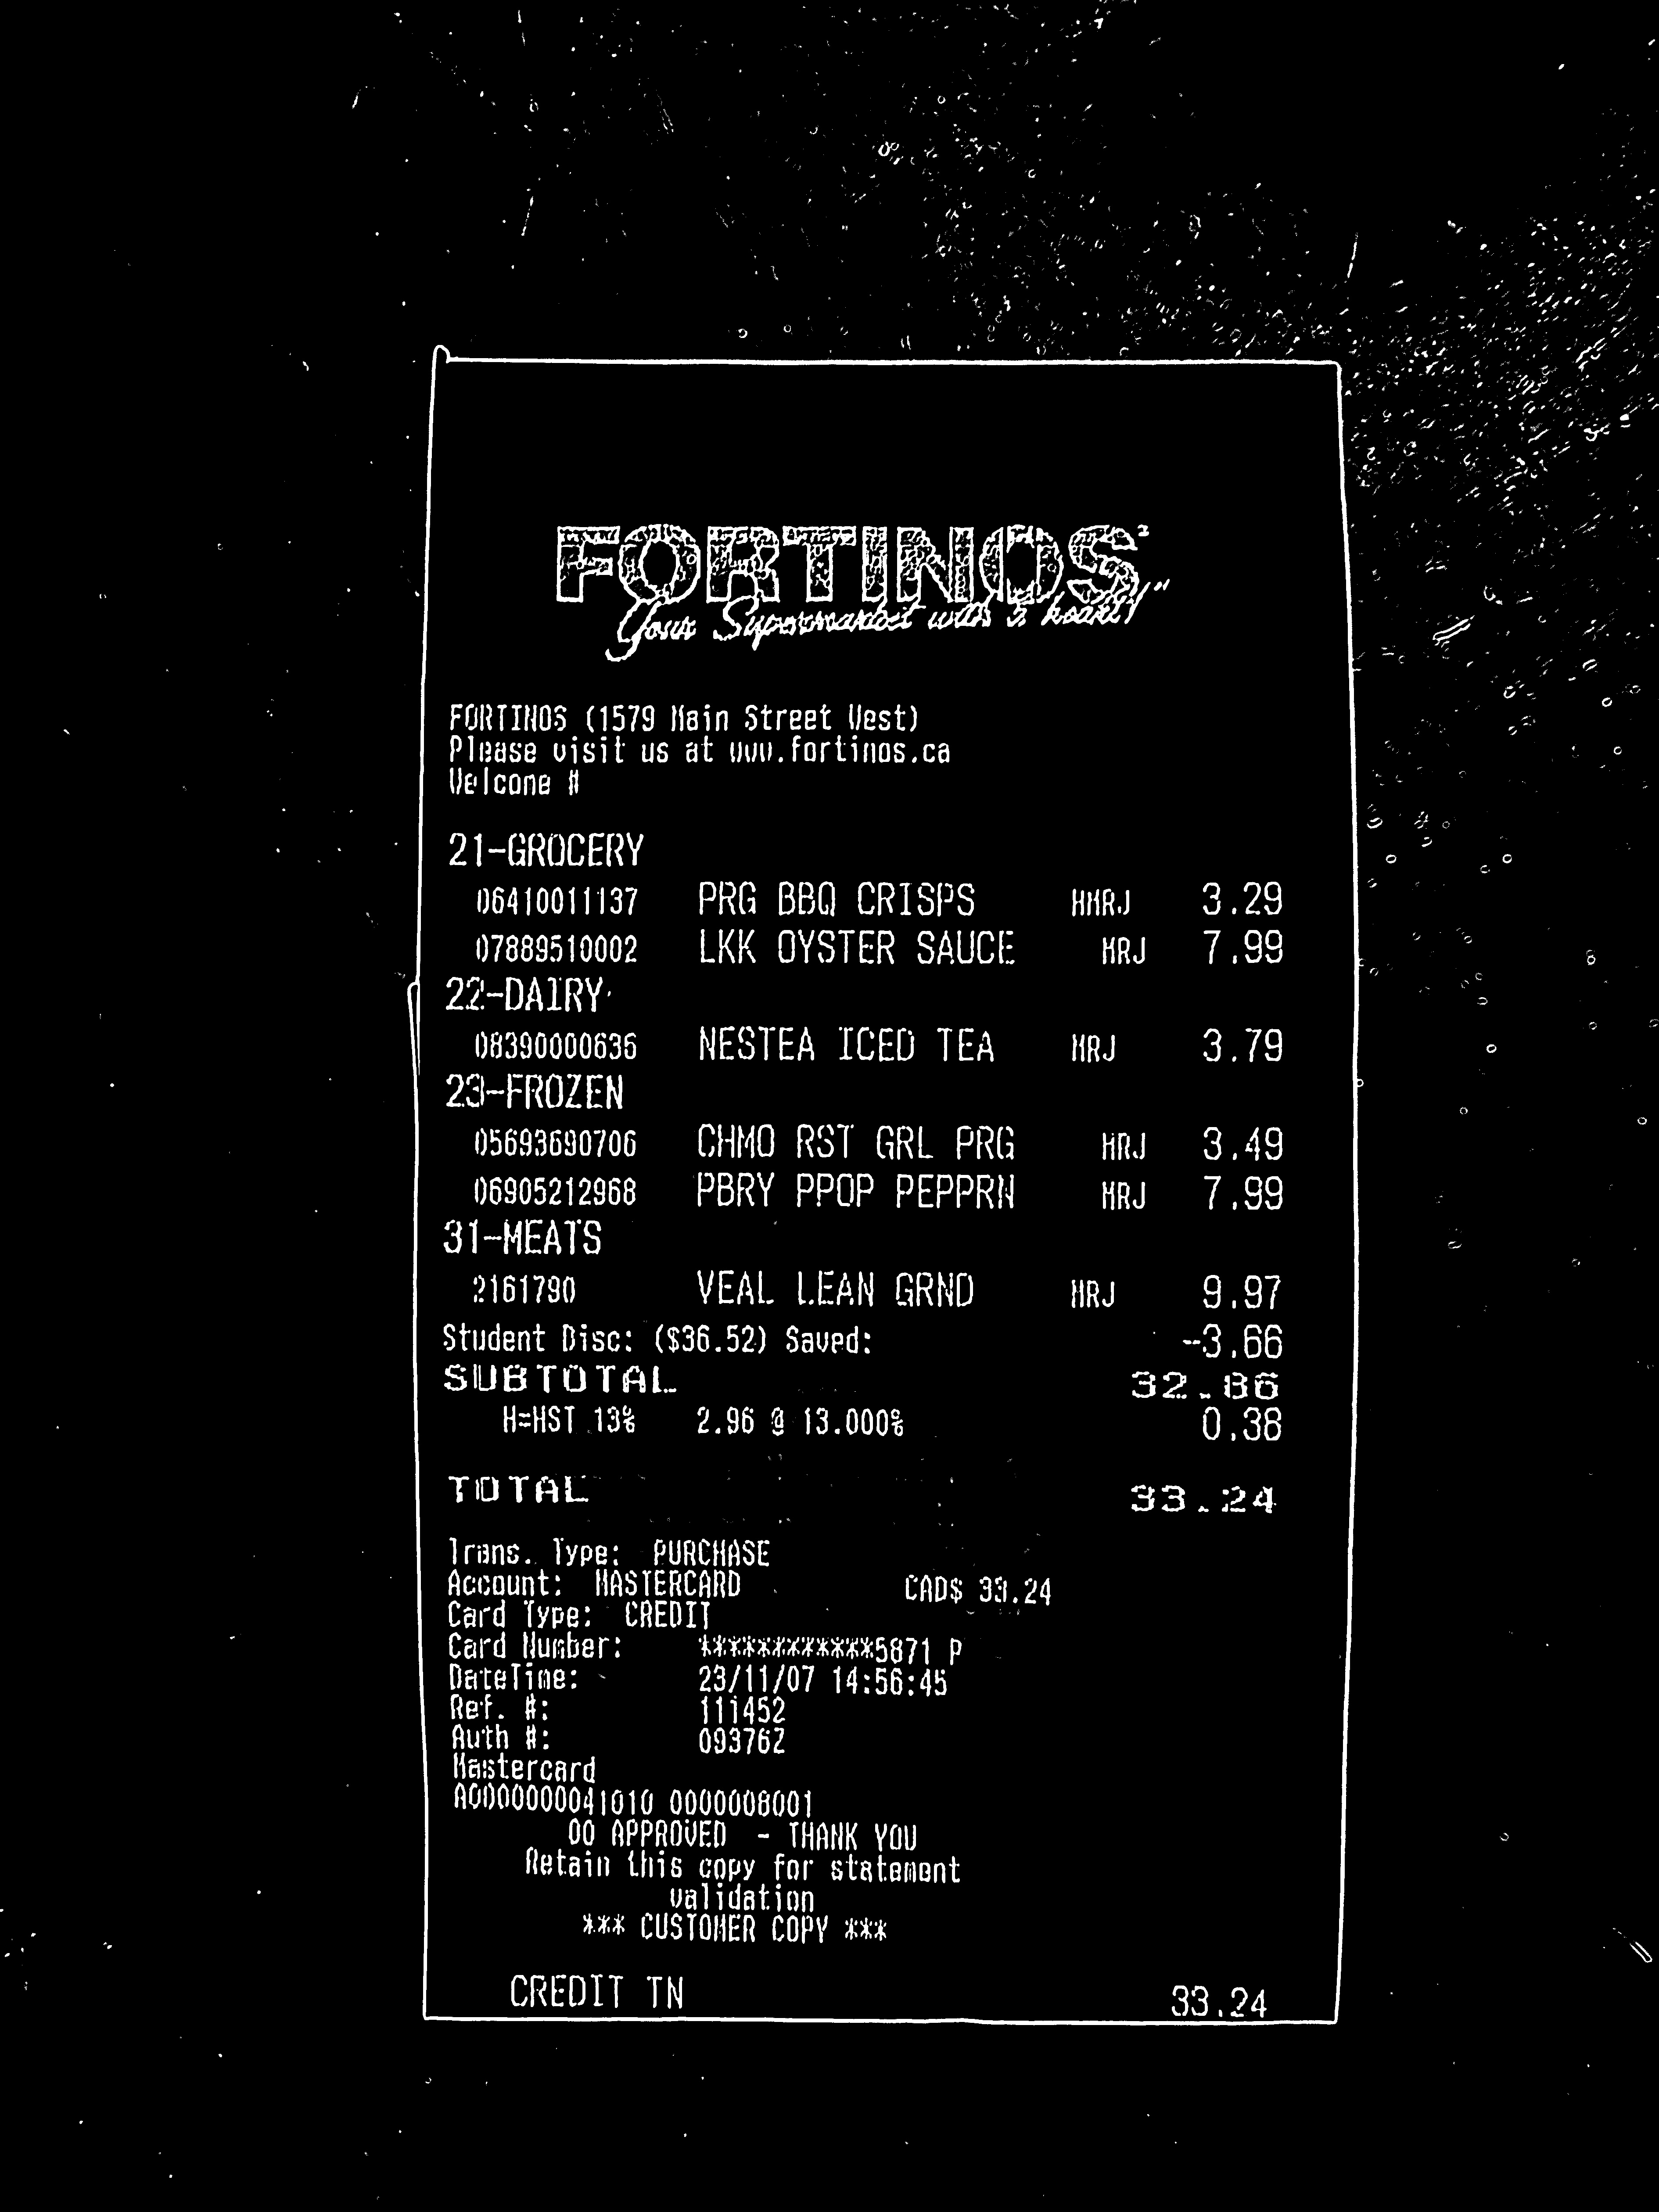 FORTINOS
Your Supermarket with a heart!
FORTINOS (1579 Main Street West)
Please visit us at www.fortinos.ca
Welcome #
21-GROCERY
06410011137 PRG BBQ CRISPS HMRJ 3.29
07889510002 LKK OYSTER SAUCE MRJ 7.99
22-DAIRY
08390000636 NESTEA ICED TEA MRJ 3.79
23-FROZEN
05693690706 CHMO RST GRL PRG MRJ 3.49
06905212968 PBRY PPOP PEPPRN MRJ 7.99
31-MEATS
2161790 VEAL LEAN GRND MRJ 9.97
Student Disc: ($36.52) Saved: -3.66
SUBTOTAL 32.86
H=HST 13% 2.96 @ 13.000% 0.38
TOTAL 33.24
Trans. Type: PURCHASE
Account: MASTERCARD CAD$ 33.24
Card Type: CREDIT
Card Number: ************5871 P
DateTime: 23/11/07 14:56:45
Ref. #: 111452
Auth #: 09376Z
Mastercard
A0000000041010 0000008001
00 APPROVED - THANK YOU
Retain this copy for statement
validation
*** CUSTOMER COPY ***
CREDIT TN 33.24